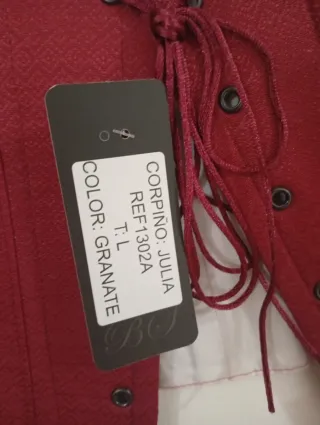 CORPIÑO: JULIA
REF1302A
T: L
COLOR: GRANATE